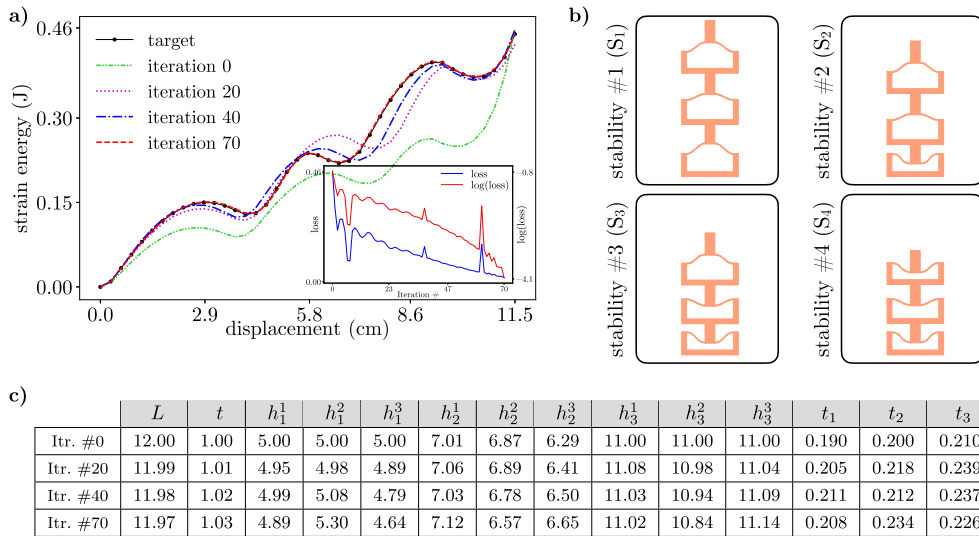 a)
0.46
0.30
0.15
0.00
strain energy (J)
target
iteration 0
iteration 20
iteration 40
iteration 70
0.46
0.00
loss
loss
log(loss)
−0.8
−4.1
log(loss)
0
23
47
70
Iteration #
0.0
2.9
5.8
8.6
11.5
displacement (cm)
b)
stability #1 (S₁)
stability #2 (S₂)
stability #3 (S₃)
stability #4 (S₄)
c)
L t h₁¹ h₁² h₁³ h₂¹ h₂² h₂³ h₃¹ h₃² h₃³ t₁ t₂ t₃
Itr. #0 12.00 1.00 5.00 5.00 5.00 7.01 6.87 6.29 11.00 11.00 11.00 0.190 0.200 0.210
Itr. #20 11.99 1.01 4.95 4.98 4.89 7.06 6.89 6.41 11.08 10.98 11.04 0.205 0.218 0.239
Itr. #40 11.98 1.02 4.99 5.08 4.79 7.03 6.78 6.50 11.03 10.94 11.09 0.211 0.212 0.237
Itr. #70 11.97 1.03 4.89 5.30 4.64 7.12 6.57 6.65 11.02 10.84 11.14 0.208 0.234 0.226